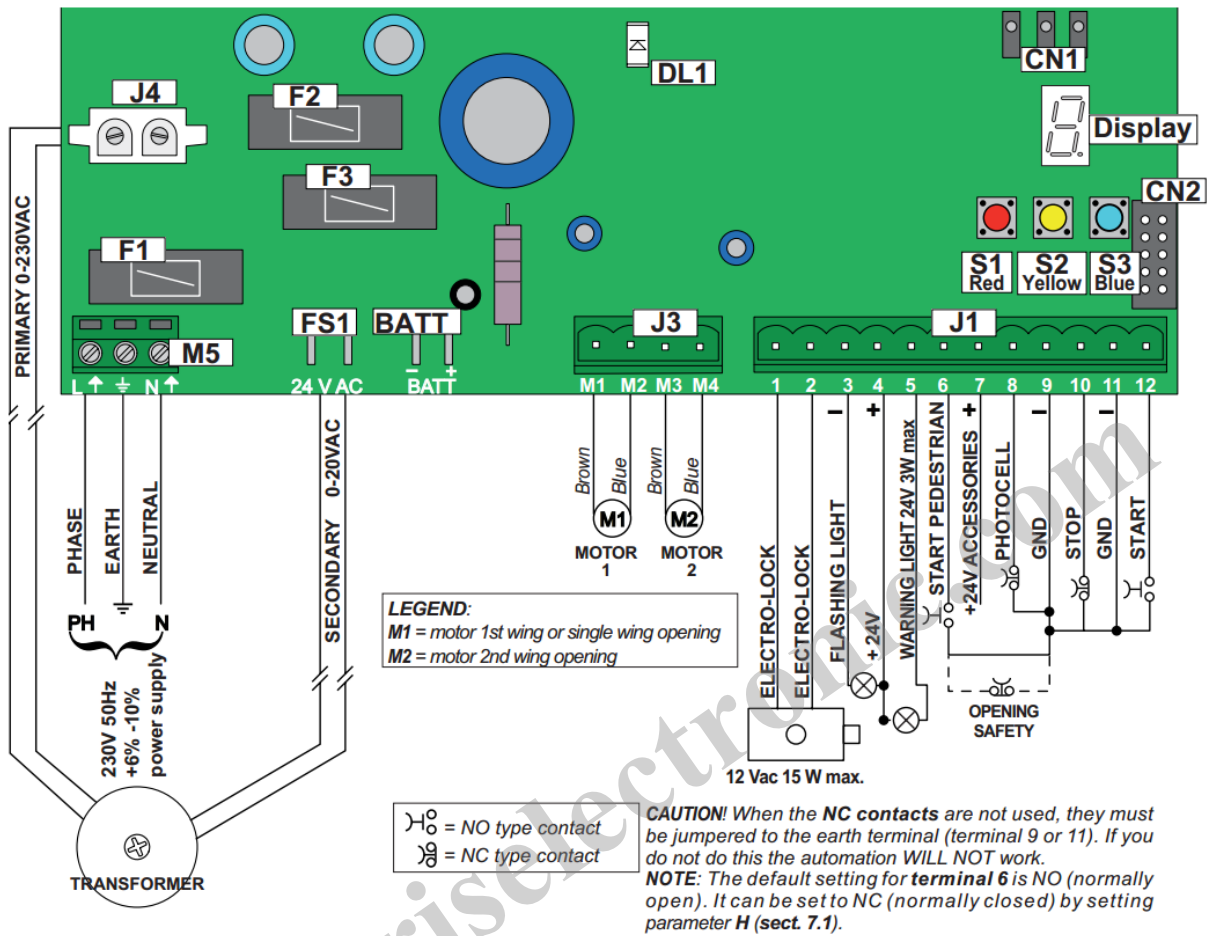 J4
F2
F3
F1
M5
DL1
CN1
Display
CN2
S1
Red
S2
Yellow
S3
Blue
FS1
BATT
J3
J1
L
N
24 V AC
−
+
BATT
M1 M2 M3 M4
1 2 3 4 5 6 7 8 9 10 11 12
− + + − −
PRIMARY 0-230VAC
SECONDARY 0-20VAC
PHASE
EARTH
NEUTRAL
PH
N
230V 50Hz
+6% -10%
power supply
TRANSFORMER
Brown
Blue
Brown
Blue
M1
M2
MOTOR
1
MOTOR
2
ELECTRO-LOCK
ELECTRO-LOCK
FLASHING LIGHT
+ 24V
WARNING LIGHT 24V 3W max
START PEDESTRIAN
+24V ACCESSORIES
PHOTOCELL
GND
STOP
GND
START
OPENING
SAFETY
12 Vac 15 W max.
LEGEND:
M1 = motor 1st wing or single wing opening
M2 = motor 2nd wing opening
= NO type contact
= NC type contact
CAUTION! When the NC contacts are not used, they must
be jumpered to the earth terminal (terminal 9 or 11). If you
do not do this the automation WILL NOT work.
NOTE: The default setting for terminal 6 is NO (normally
open). It can be set to NC (normally closed) by setting
parameter H (sect. 7.1).
riselectronic.com